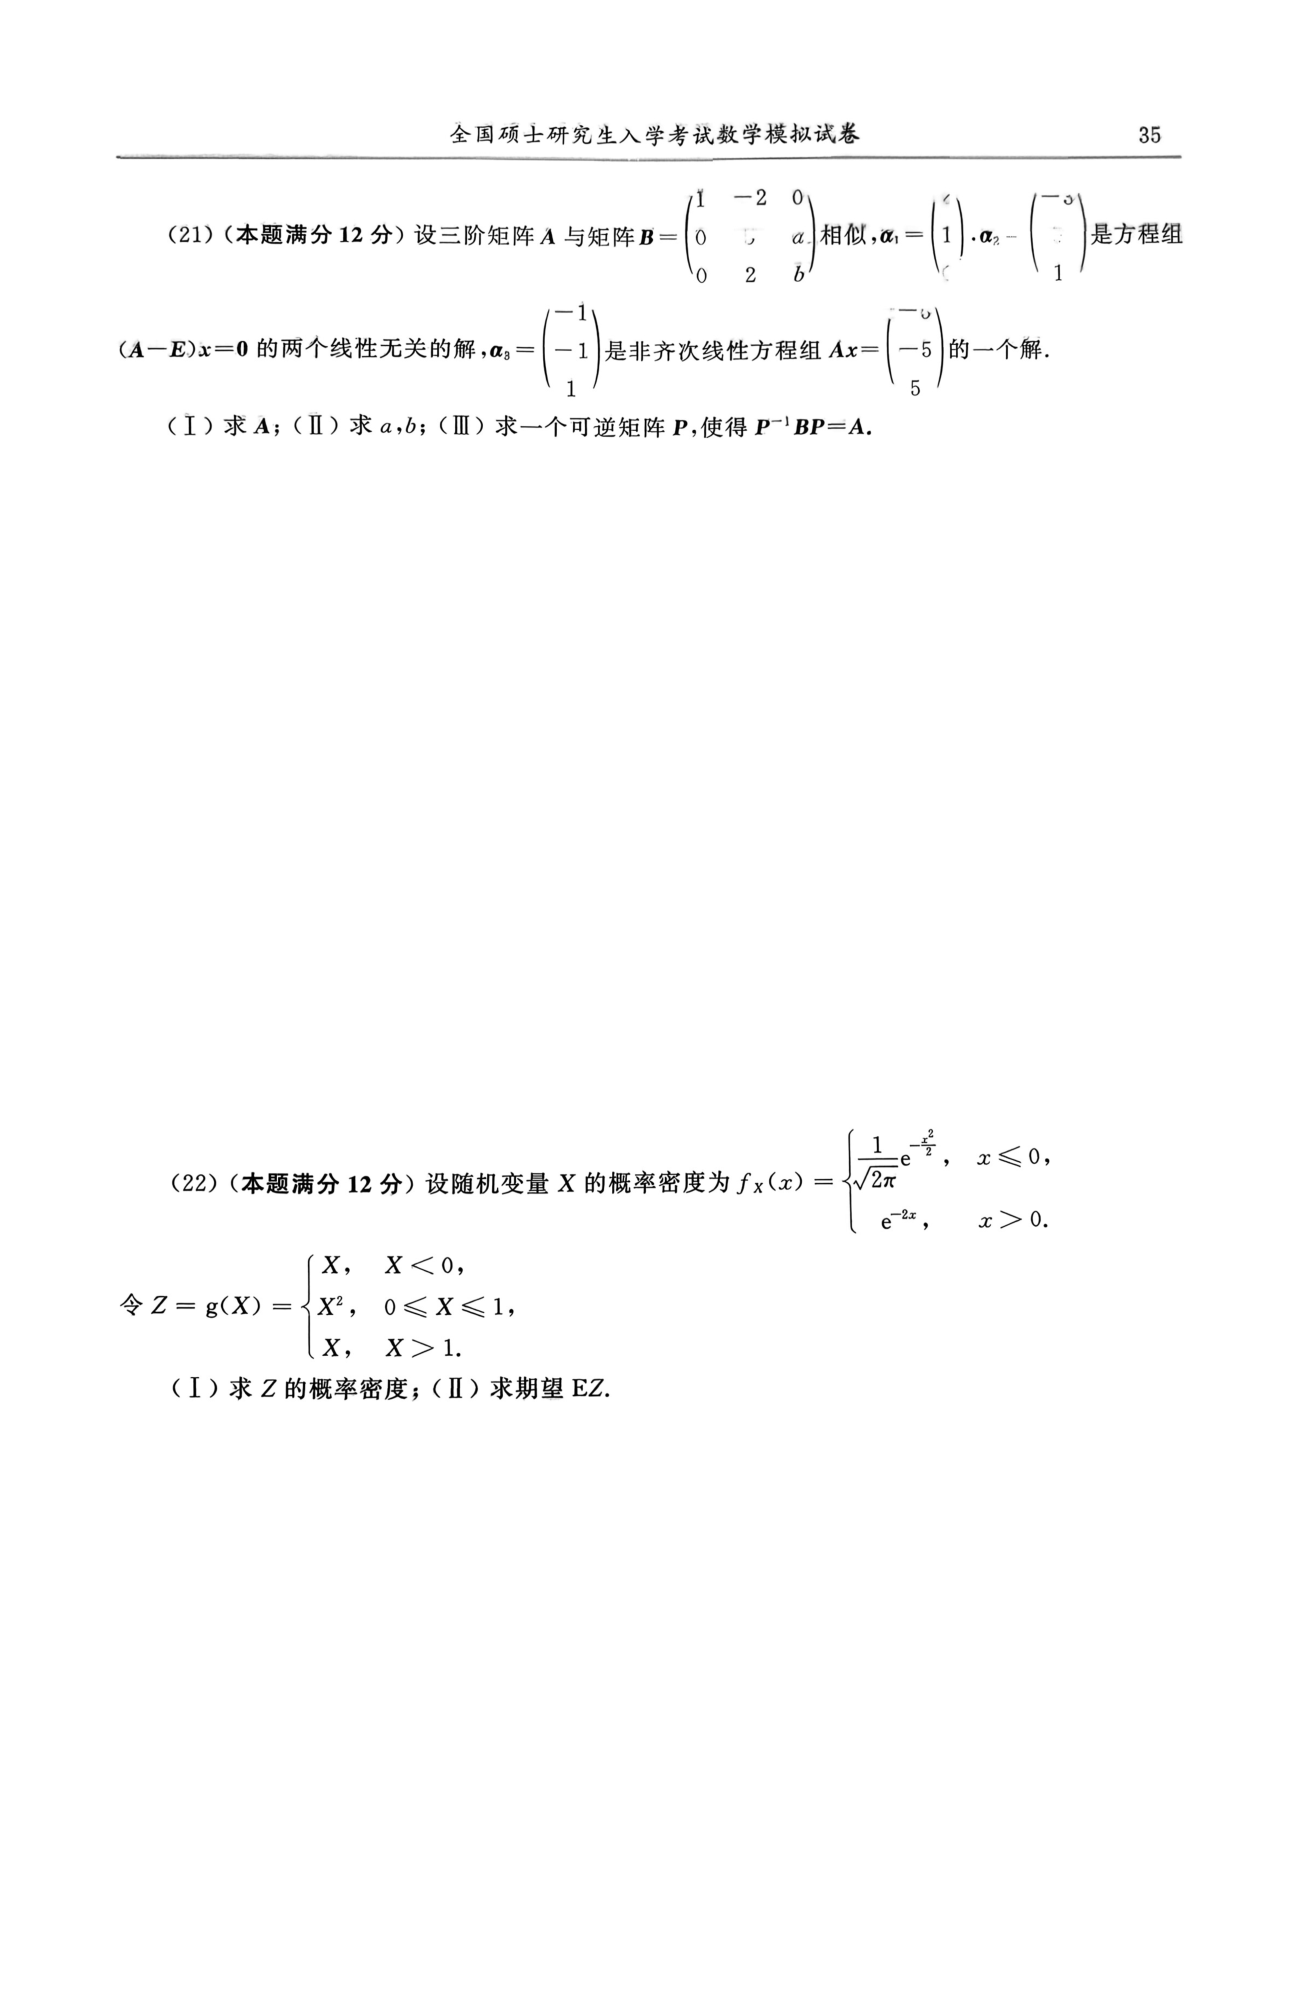 全国硕士研究生入学考试数学模拟试卷 35
(21)(本题满分 12 分)设三阶矩阵 A 与矩阵 B=(1 -2 0; 0 a; 0 2 b)相似,α₁=(1),α₂(1)是方程组
(A-E)x=0 的两个线性无关的解,α₃=(-1; -1; 1)是非齐次线性方程组 Ax=(-5; 5)的一个解.
(Ⅰ)求 A;(Ⅱ)求 a,b;(Ⅲ)求一个可逆矩阵 P,使得 P⁻¹BP=A.
(22)(本题满分 12 分)设随机变量 X 的概率密度为 f_X(x)={1/√(2π) e^(-x²/2), x≤0, e^(-2x), x>0.
令 Z=g(X)={X, X<0, X², 0≤X≤1, X, X>1.
(Ⅰ)求 Z 的概率密度;(Ⅱ)求期望 EZ.